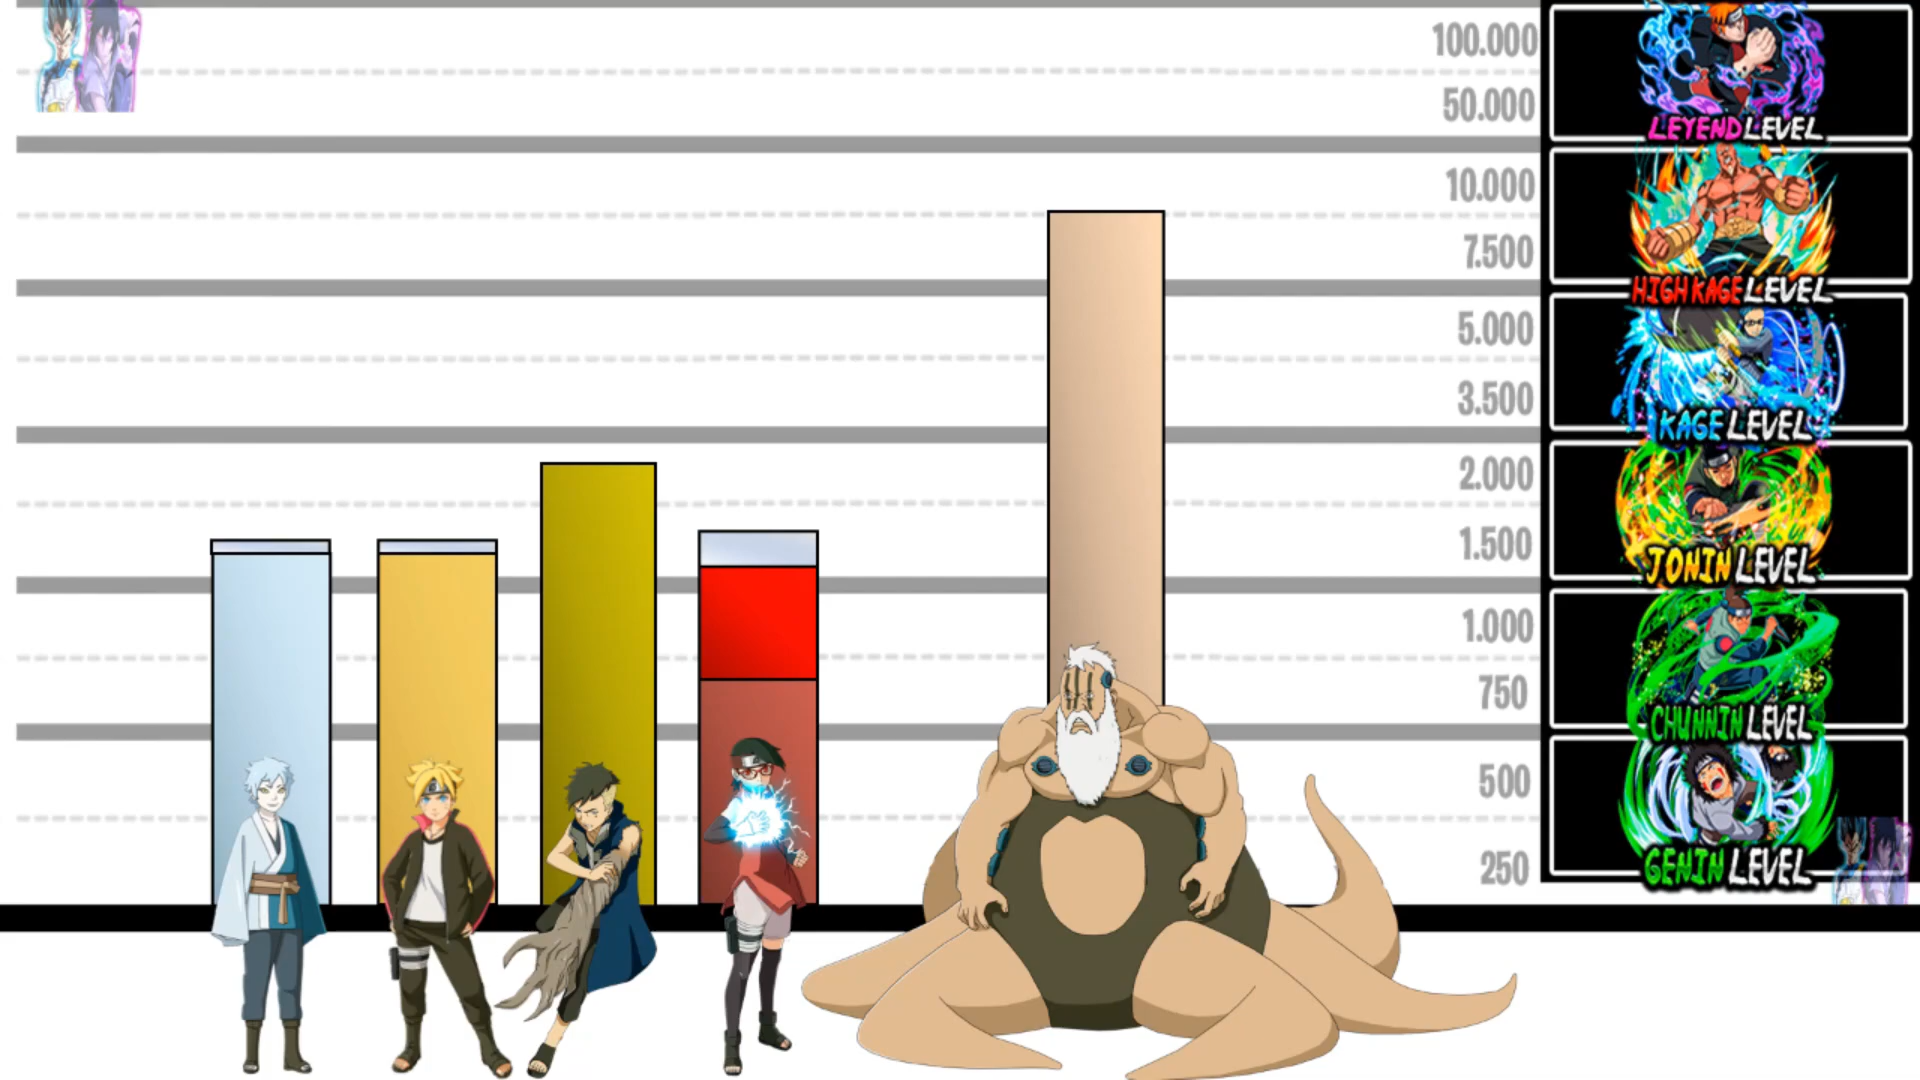 100.000
50.000
LEYEND LEVEL
10.000
7.500
HIGH KAGE LEVEL
5.000
3.500
KAGE LEVEL
2.000
1.500
JONIN LEVEL
1.000
750
CHUNNIN LEVEL
500
250
GENIN LEVEL